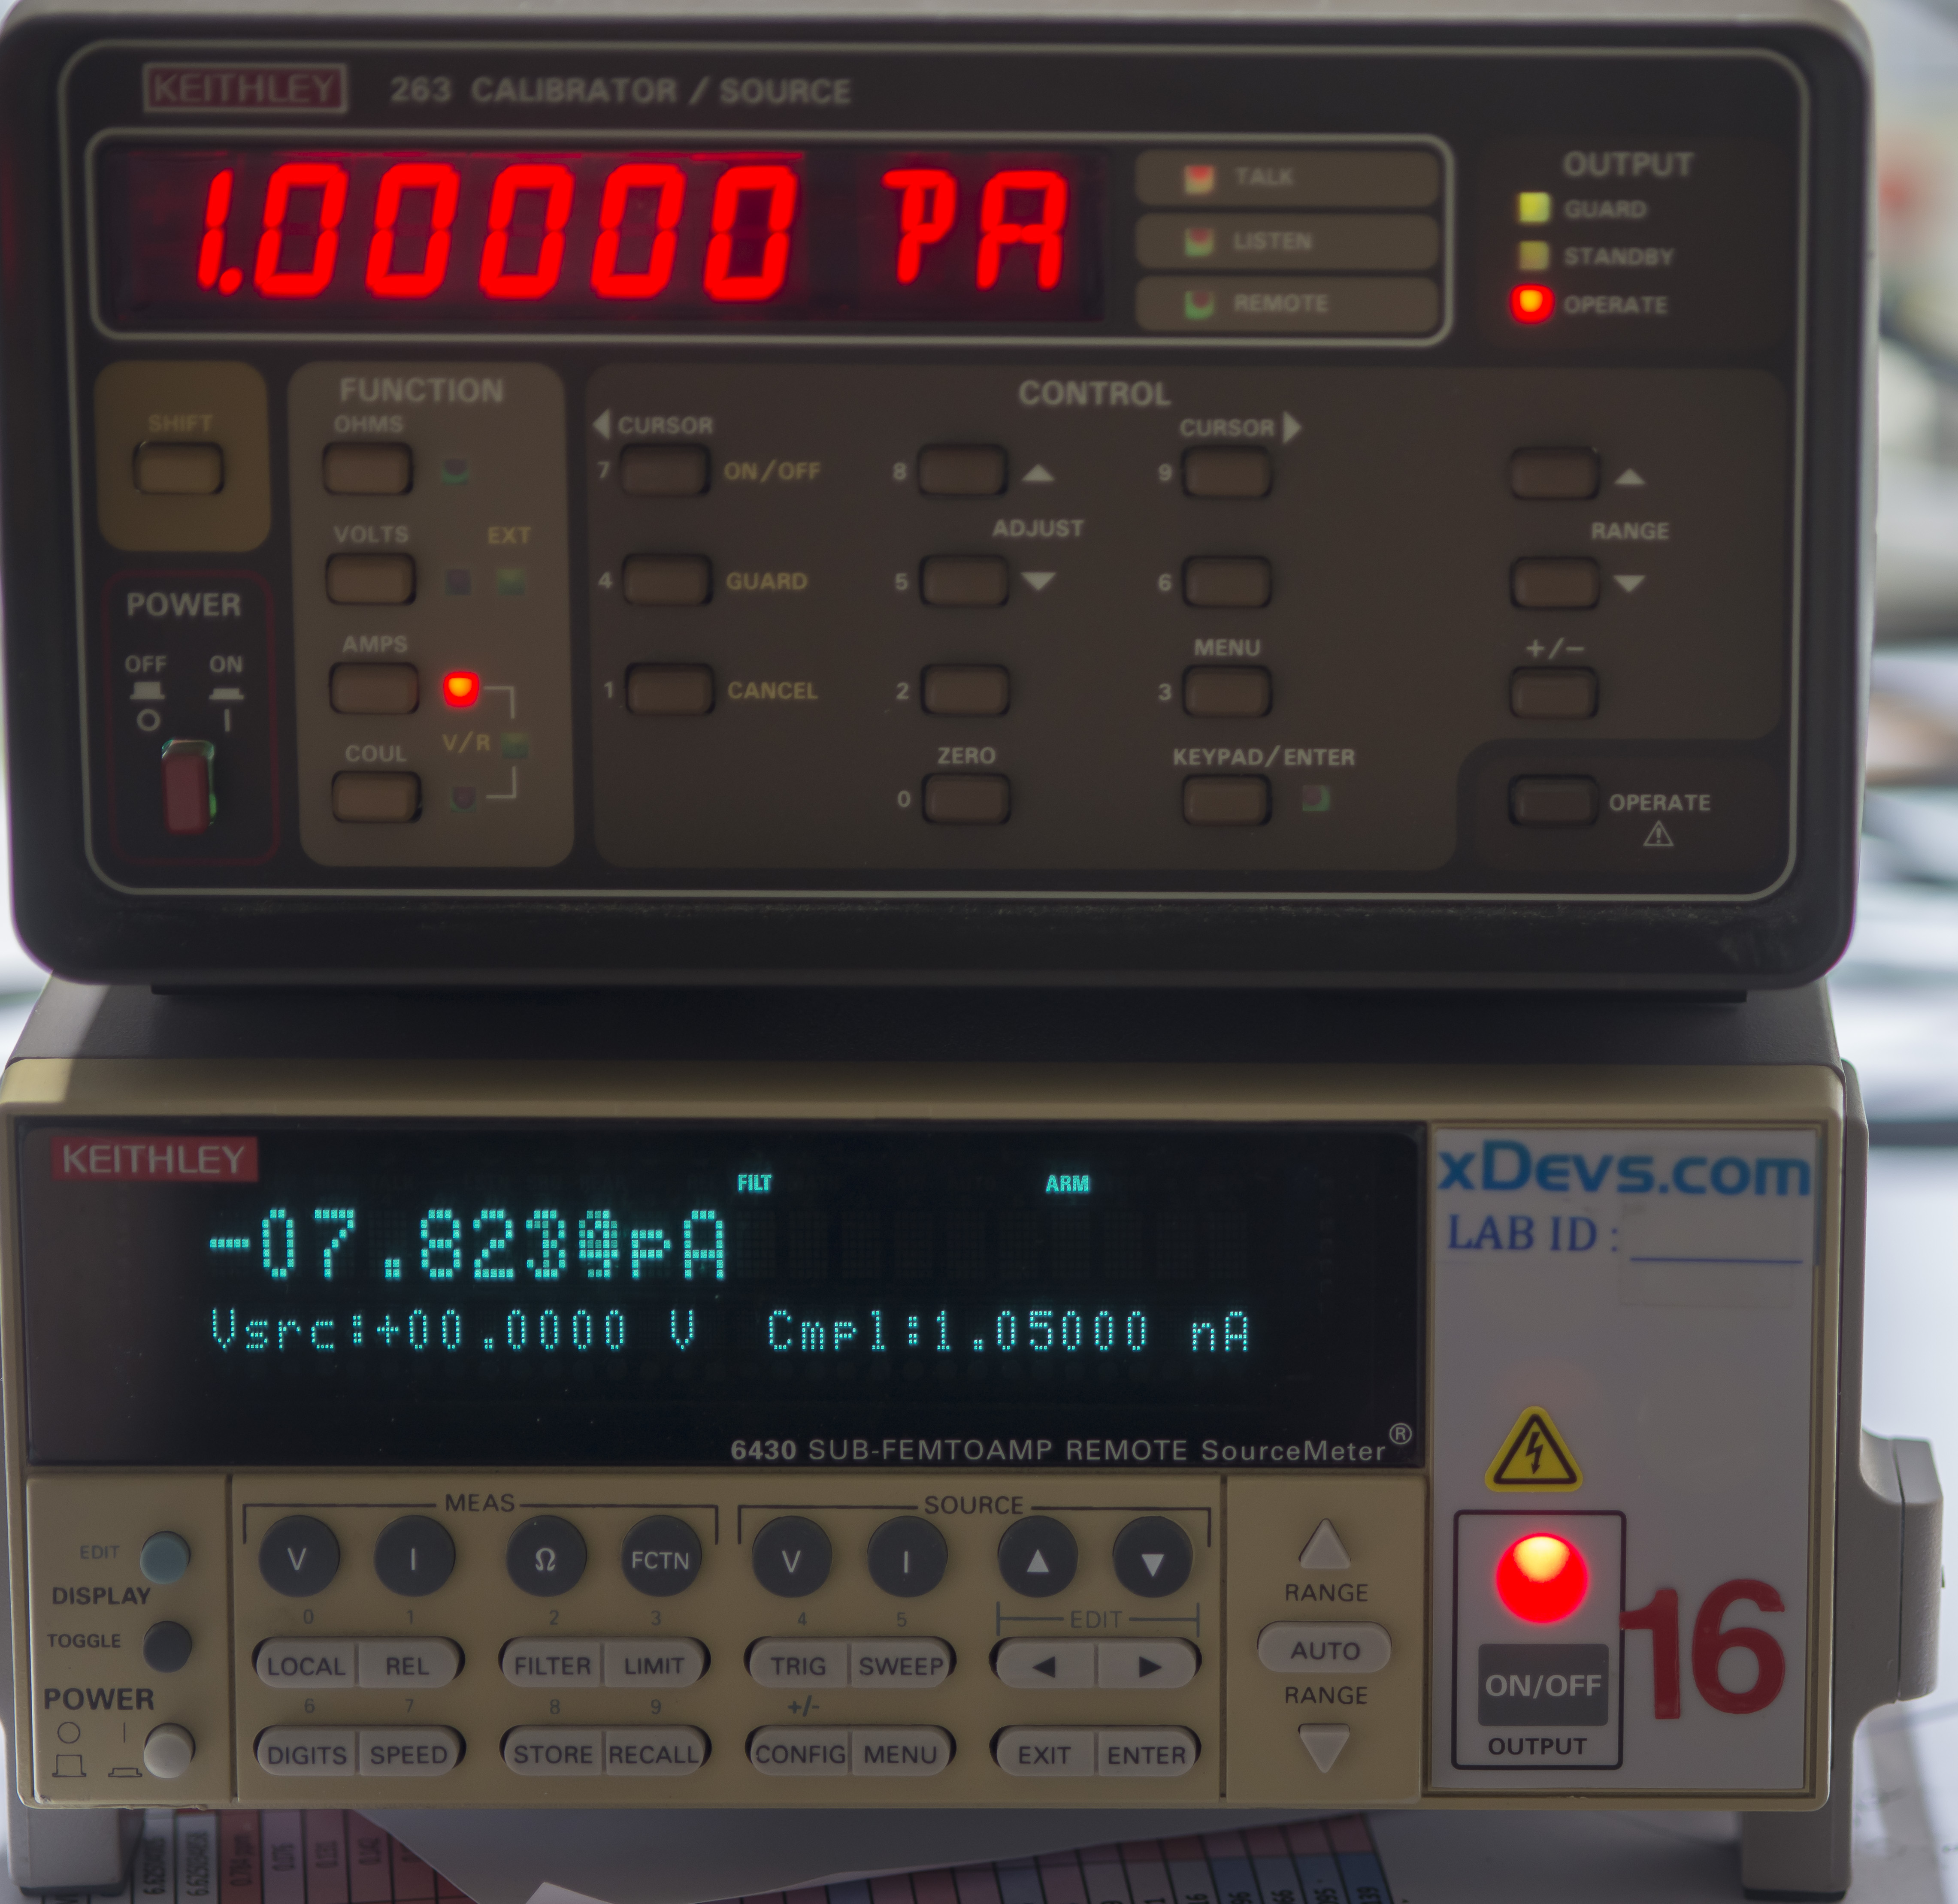 KEITHLEY 263 CALIBRATOR / SOURCE
1.00000 PA
TALK
LISTEN
REMOTE
OUTPUT
GUARD
STANDBY
OPERATE
SHIFT
FUNCTION
OHMS
VOLTS EXT
AMPS
V/R
COUL
POWER
OFF ON
CONTROL
CURSOR CURSOR
7 ON/OFF 8 9
ADJUST RANGE
4 GUARD 5 6
MENU +/−
1 CANCEL 2 3
ZERO KEYPAD/ENTER
0 OPERATE
KEITHLEY
FILT ARM
Vsrc:+00.0000 V Cmpl:1.05000 nA
6430 SUB-FEMTOAMP REMOTE SourceMeter®
xDevs.com
LAB ID :
MEAS SOURCE
EDIT V I Ω FCTN V I
DISPLAY RANGE
0 1 2 3 4 5 EDIT
TOGGLE LOCAL REL FILTER LIMIT TRIG SWEEP AUTO
POWER 6 7 8 9 +/- RANGE
DIGITS SPEED STORE RECALL CONFIG MENU EXIT ENTER
ON/OFF
OUTPUT
16